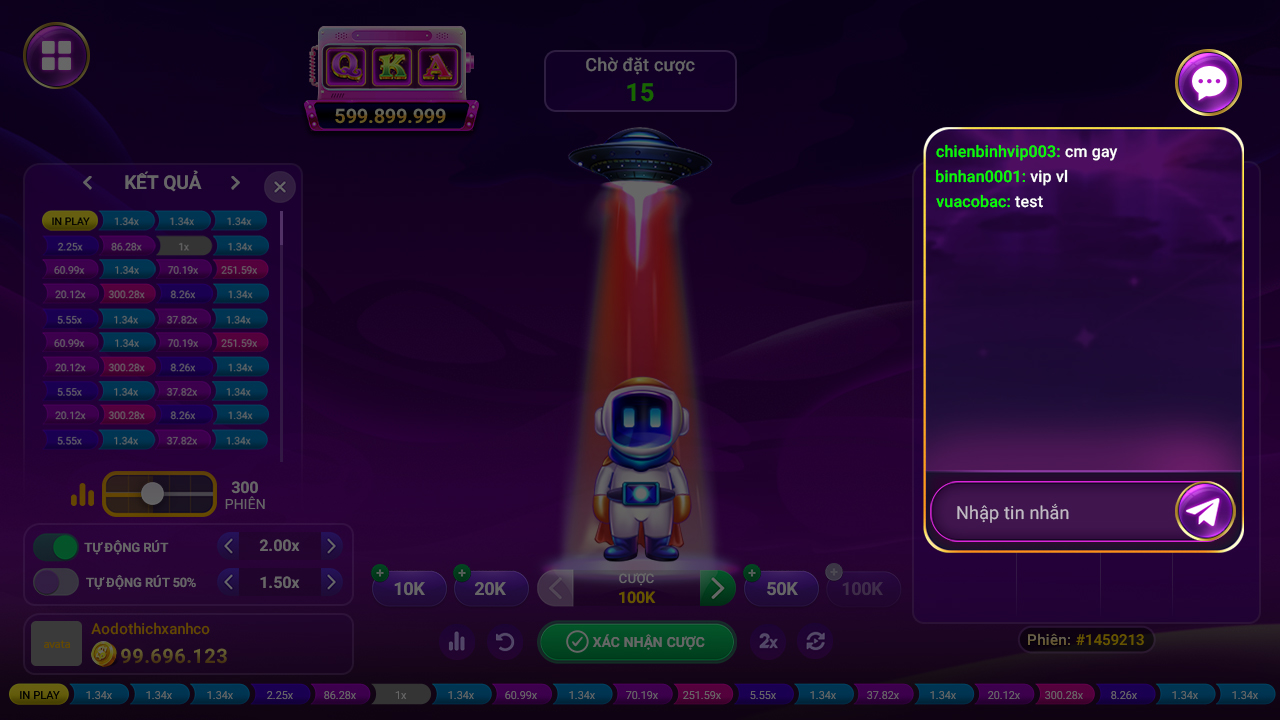 QKA
599.899.999
Chờ đặt cược
15
KẾT QUẢ
IN PLAY 1.34x 1.34x 1.34x
2.25x 86.28x 1x 1.34x
60.99x 1.34x 70.19x 251.59x
20.12x 300.28x 8.26x 1.34x
5.55x 1.34x 37.82x 1.34x
60.99x 1.34x 70.19x 251.59x
20.12x 300.28x 8.26x 1.34x
5.55x 1.34x 37.82x 1.34x
20.12x 300.28x 8.26x 1.34x
5.55x 1.34x 37.82x 1.34x
300
PHIÊN
TỰ ĐỘNG RÚT 2.00x
TỰ ĐỘNG RÚT 50% 1.50x
avata
Aodothichxanhco
99.696.123
10K 20K
CƯỢC
100K
50K 100K
XÁC NHẬN CƯỢC 2x
chienbinhvip003: cm gay
binhan0001: vip vl
vuacobac: test
Nhập tin nhắn
Phiên: #1459213
IN PLAY 1.34x 1.34x 1.34x 2.25x 86.28x 1x 1.34x 60.99x 1.34x 70.19x 251.59x 5.55x 1.34x 37.82x 1.34x 20.12x 300.28x 8.26x 1.34x 1.34x